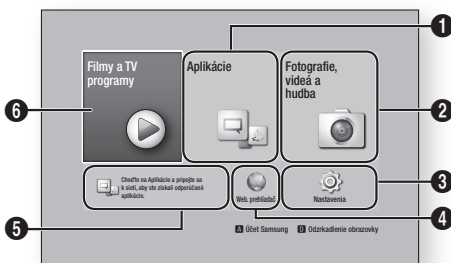 1
Filmy a TV
programy
Aplikácie
Fotografie,
videá a
hudba
6
2
Choďte na Aplikácie a pripojte sa
k sieti, aby ste získali odporúčané
aplikácie.
Web. prehliadač
Nastavenia
3
4
5
A Účet Samsung D Odzrkadlenie obrazovky